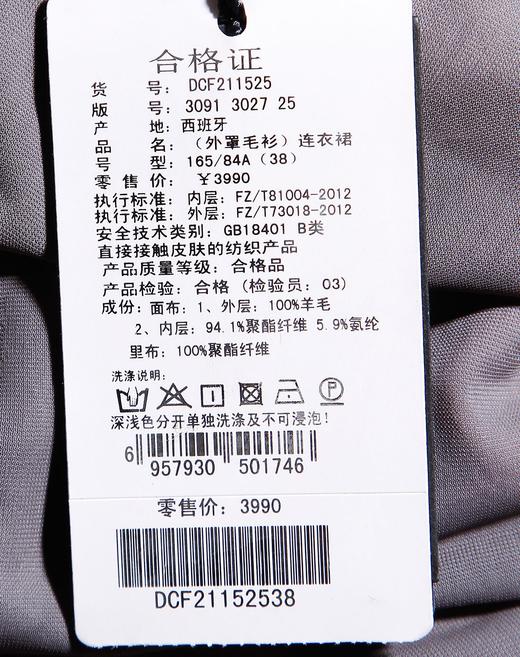 合格证
货 号: DCF211525
版 号: 3091 3027 25
产 地: 西班牙
品 名: (外罩毛衫) 连衣裙
号 型: 165/84A (38)
零 售 价: ￥3990
执行标准: 内层: FZ/T81004-2012
执行标准: 外层: FZ/T73018-2012
安全技术类别: GB18401 B类
直接接触皮肤的纺织产品
产品质量等级: 合格品
产品检验: 合格 (检验员: 03)
成份: 面布: 1、外层: 100%羊毛
2、内层: 94.1%聚酯纤维 5.9%氨纶
里布: 100%聚酯纤维
洗涤说明:
深浅色分开单独洗涤及不可浸泡!
6 957930 501746
零售价: 3990
DCF21152538